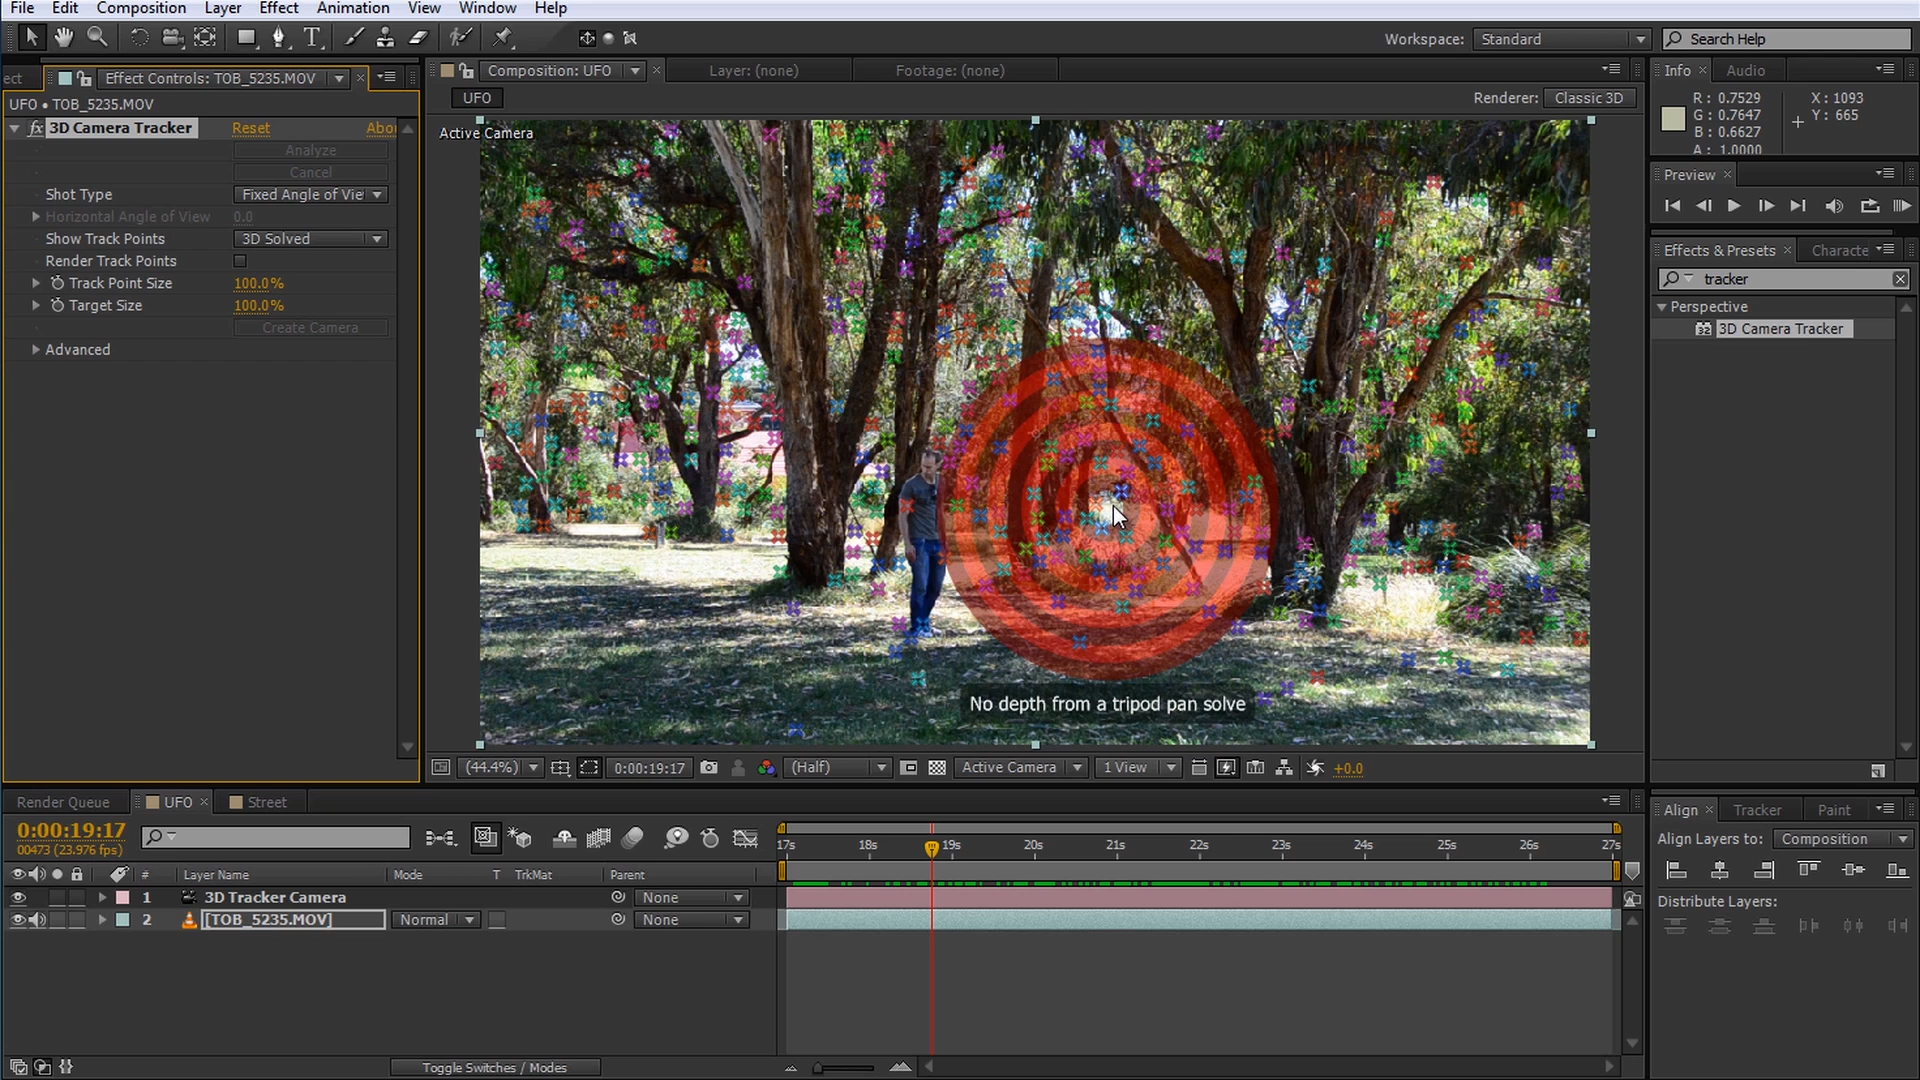 File Edit Composition Layer Effect Animation View Window Help
Workspace: Standard
Search Help
ect Effect Controls: TOB_5235.MOV
UFO • TOB_5235.MOV
fx 3D Camera Tracker Reset Abou
Analyze
Cancel
Shot Type Fixed Angle of Vie
Horizontal Angle of View 0.0
Show Track Points 3D Solved
Render Track Points
Track Point Size 100.0%
Target Size 100.0%
Create Camera
Advanced
Composition: UFO Layer: (none) Footage: (none)
UFO
Renderer: Classic 3D
Active Camera
No depth from a tripod pan solve
(44.4%) 0:00:19:17 (Half) Active Camera 1 View +0.0
Info Audio
R: 0.7529 X: 1093
G: 0.7647 Y: 665
B: 0.6627
A: 1.0000
Preview
Effects & Presets Characte
tracker
Perspective
32 3D Camera Tracker
Render Queue UFO Street
0:00:19:17
00473 (23.976 fps)
17s 18s 19s 20s 21s 22s 23s 24s 25s 26s 27s
# Layer Name Mode T TrkMat Parent
1 3D Tracker Camera None
2 [TOB_5235.MOV] Normal None
Toggle Switches / Modes
Align Tracker Paint
Align Layers to: Composition
Distribute Layers: